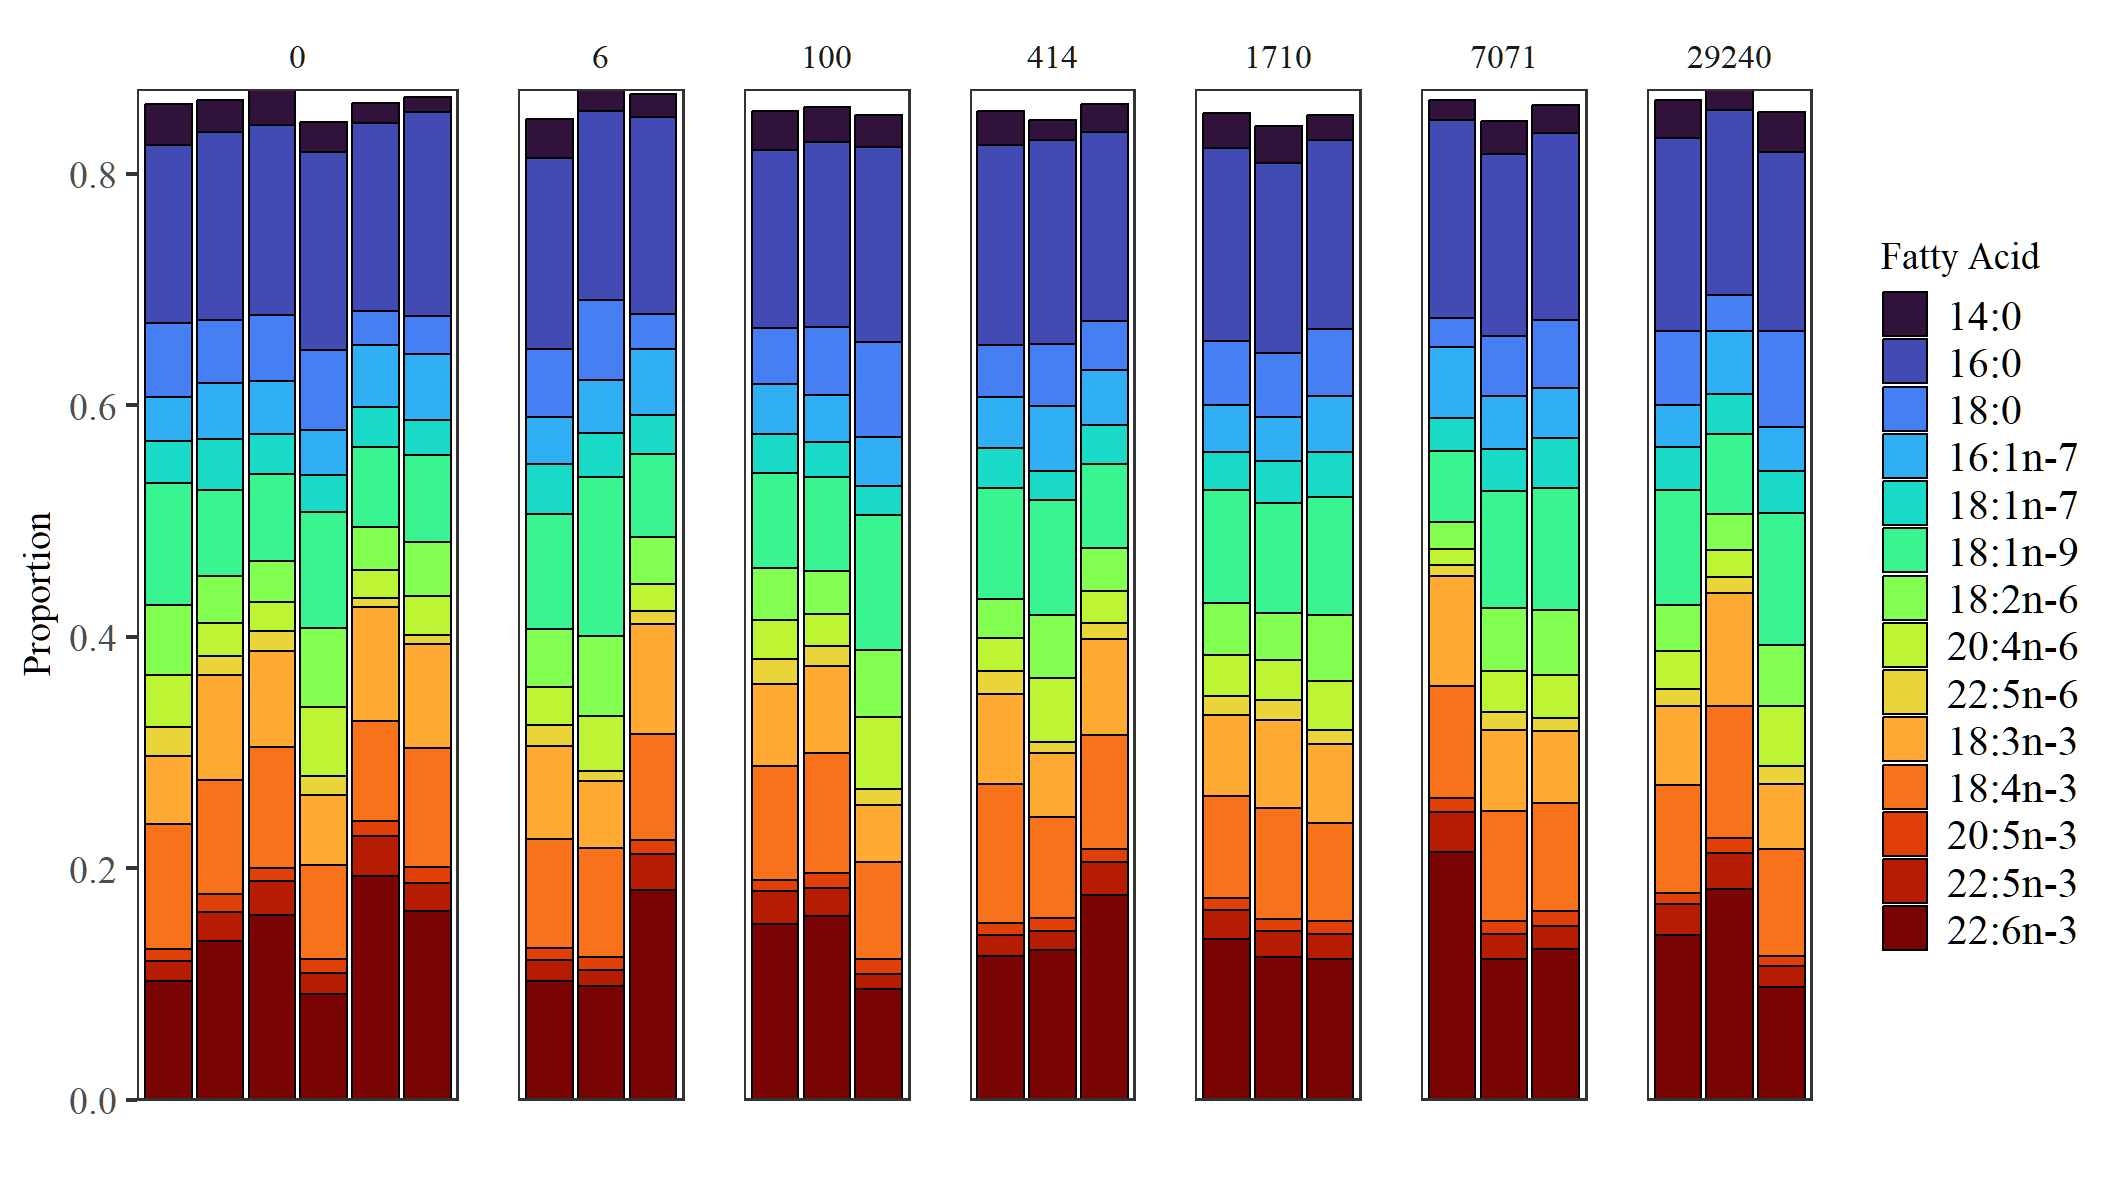 0 6 100 414 1710 7071 29240
0.8
0.6
0.4
0.2
0.0
Proportion
Fatty Acid
14:0
16:0
18:0
16:1n-7
18:1n-7
18:1n-9
18:2n-6
20:4n-6
22:5n-6
18:3n-3
18:4n-3
20:5n-3
22:5n-3
22:6n-3